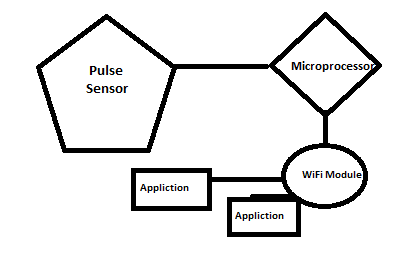 Pulse
Sensor
Microprocessor
WiFi Module
Appliction
Appliction